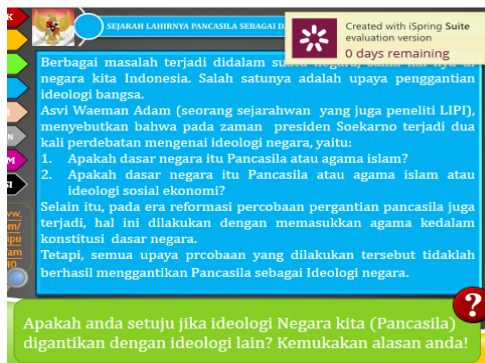 SEJARAH LAHIRNYA PANCASILA SEBAGAI D
Created with iSpring Suite
evaluation version
0 days remaining
Berbagai masalah terjadi didalam
negara kita Indonesia. Salah satunya adalah upaya penggantian
ideologi bangsa.
Asvi Waeman Adam (seorang sejarahwan yang juga peneliti LIPI),
menyebutkan bahwa pada zaman presiden Soekarno terjadi dua
kali perdebatan mengenai ideologi negara, yaitu:
1. Apakah dasar negara itu Pancasila atau agama islam?
2. Apakah dasar negara itu Pancasila atau agama islam atau
ideologi sosial ekonomi?
Selain itu, pada era reformasi percobaan pergantian pancasila juga
terjadi, hal ini dilakukan dengan memasukkan agama kedalam
konstitusi dasar negara.
Tetapi, semua upaya prcobaan yang dilakukan tersebut tidaklah
berhasil menggantikan Pancasila sebagai Ideologi negara.
?
Apakah anda setuju jika ideologi Negara kita (Pancasila)
digantikan dengan ideologi lain? Kemukakan alasan anda!
K
N
M
SI
ww.
om/
ipu
am